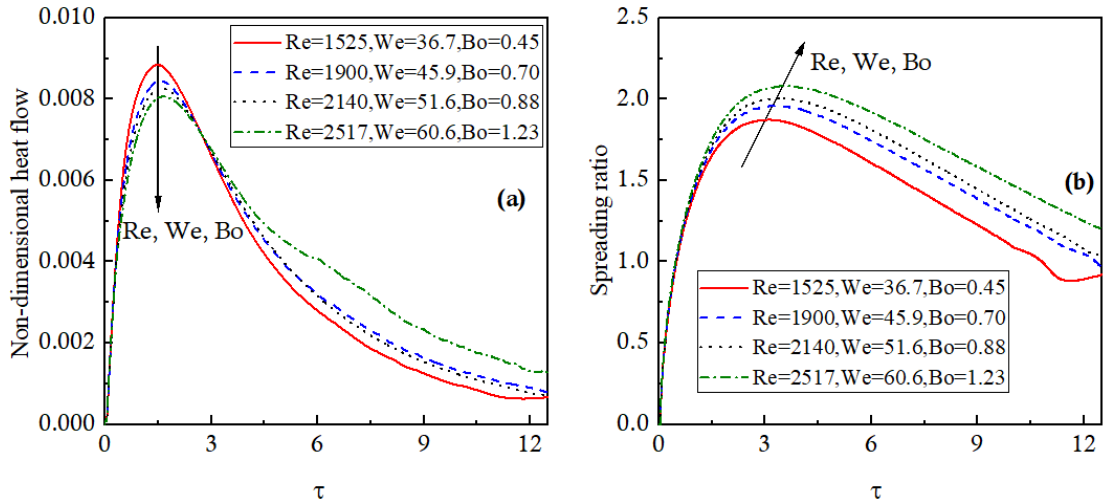 0.010
0.008
0.006
0.004
0.002
0.000
Non-dimensional heat flow
Re=1525,We=36.7,Bo=0.45
Re=1900,We=45.9,Bo=0.70
Re=2140,We=51.6,Bo=0.88
Re=2517,We=60.6,Bo=1.23
(a)
Re, We, Bo
0 3 6 9 12
τ
2.5
2.0
1.5
1.0
0.5
0.0
Spreading ratio
Re, We, Bo
(b)
Re=1525,We=36.7,Bo=0.45
Re=1900,We=45.9,Bo=0.70
Re=2140,We=51.6,Bo=0.88
Re=2517,We=60.6,Bo=1.23
0 3 6 9 12
τ